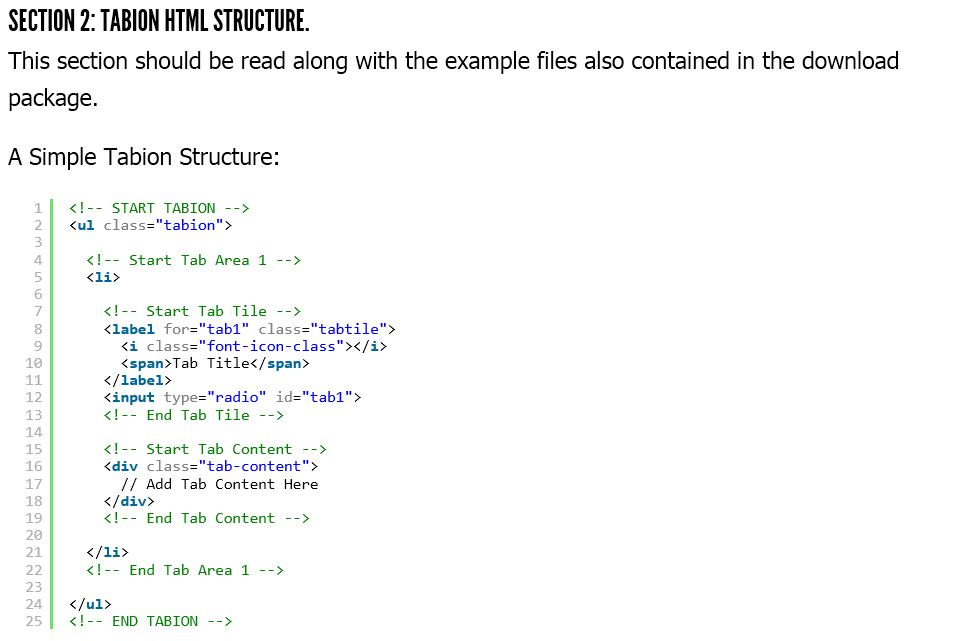 SECTION 2: TABION HTML STRUCTURE.
This section should be read along with the example files also contained in the download
package.
A Simple Tabion Structure:
1 <!-- START TABION -->
2 <ul class="tabion">
3
4 <!-- Start Tab Area 1 -->
5 <li>
6
7 <!-- Start Tab Tile -->
8 <label for="tab1" class="tabtile">
9 <i class="font-icon-class"></i>
10 <span>Tab Title</span>
11 </label>
12 <input type="radio" id="tab1">
13 <!-- End Tab Tile -->
14
15 <!-- Start Tab Content -->
16 <div class="tab-content">
17 // Add Tab Content Here
18 </div>
19 <!-- End Tab Content -->
20
21 </li>
22 <!-- End Tab Area 1 -->
23
24 </ul>
25 <!-- END TABION -->